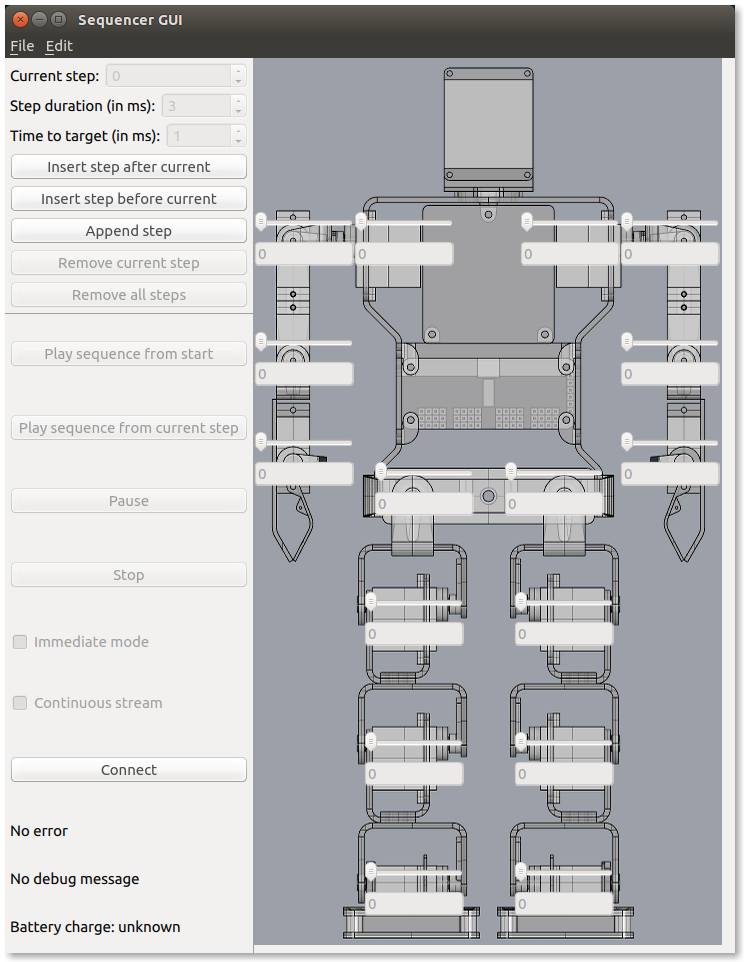 Sequencer GUI
File Edit
Current step: 0
Step duration (in ms): 3
Time to target (in ms): 1
Insert step after current
Insert step before current
Append step
Remove current step
Remove all steps
Play sequence from start
Play sequence from current step
Pause
Stop
Immediate mode
Continuous stream
Connect
No error
No debug message
Battery charge: unknown
0 0 0 0
0 0
0 0
0 0
0 0
0 0
0 0